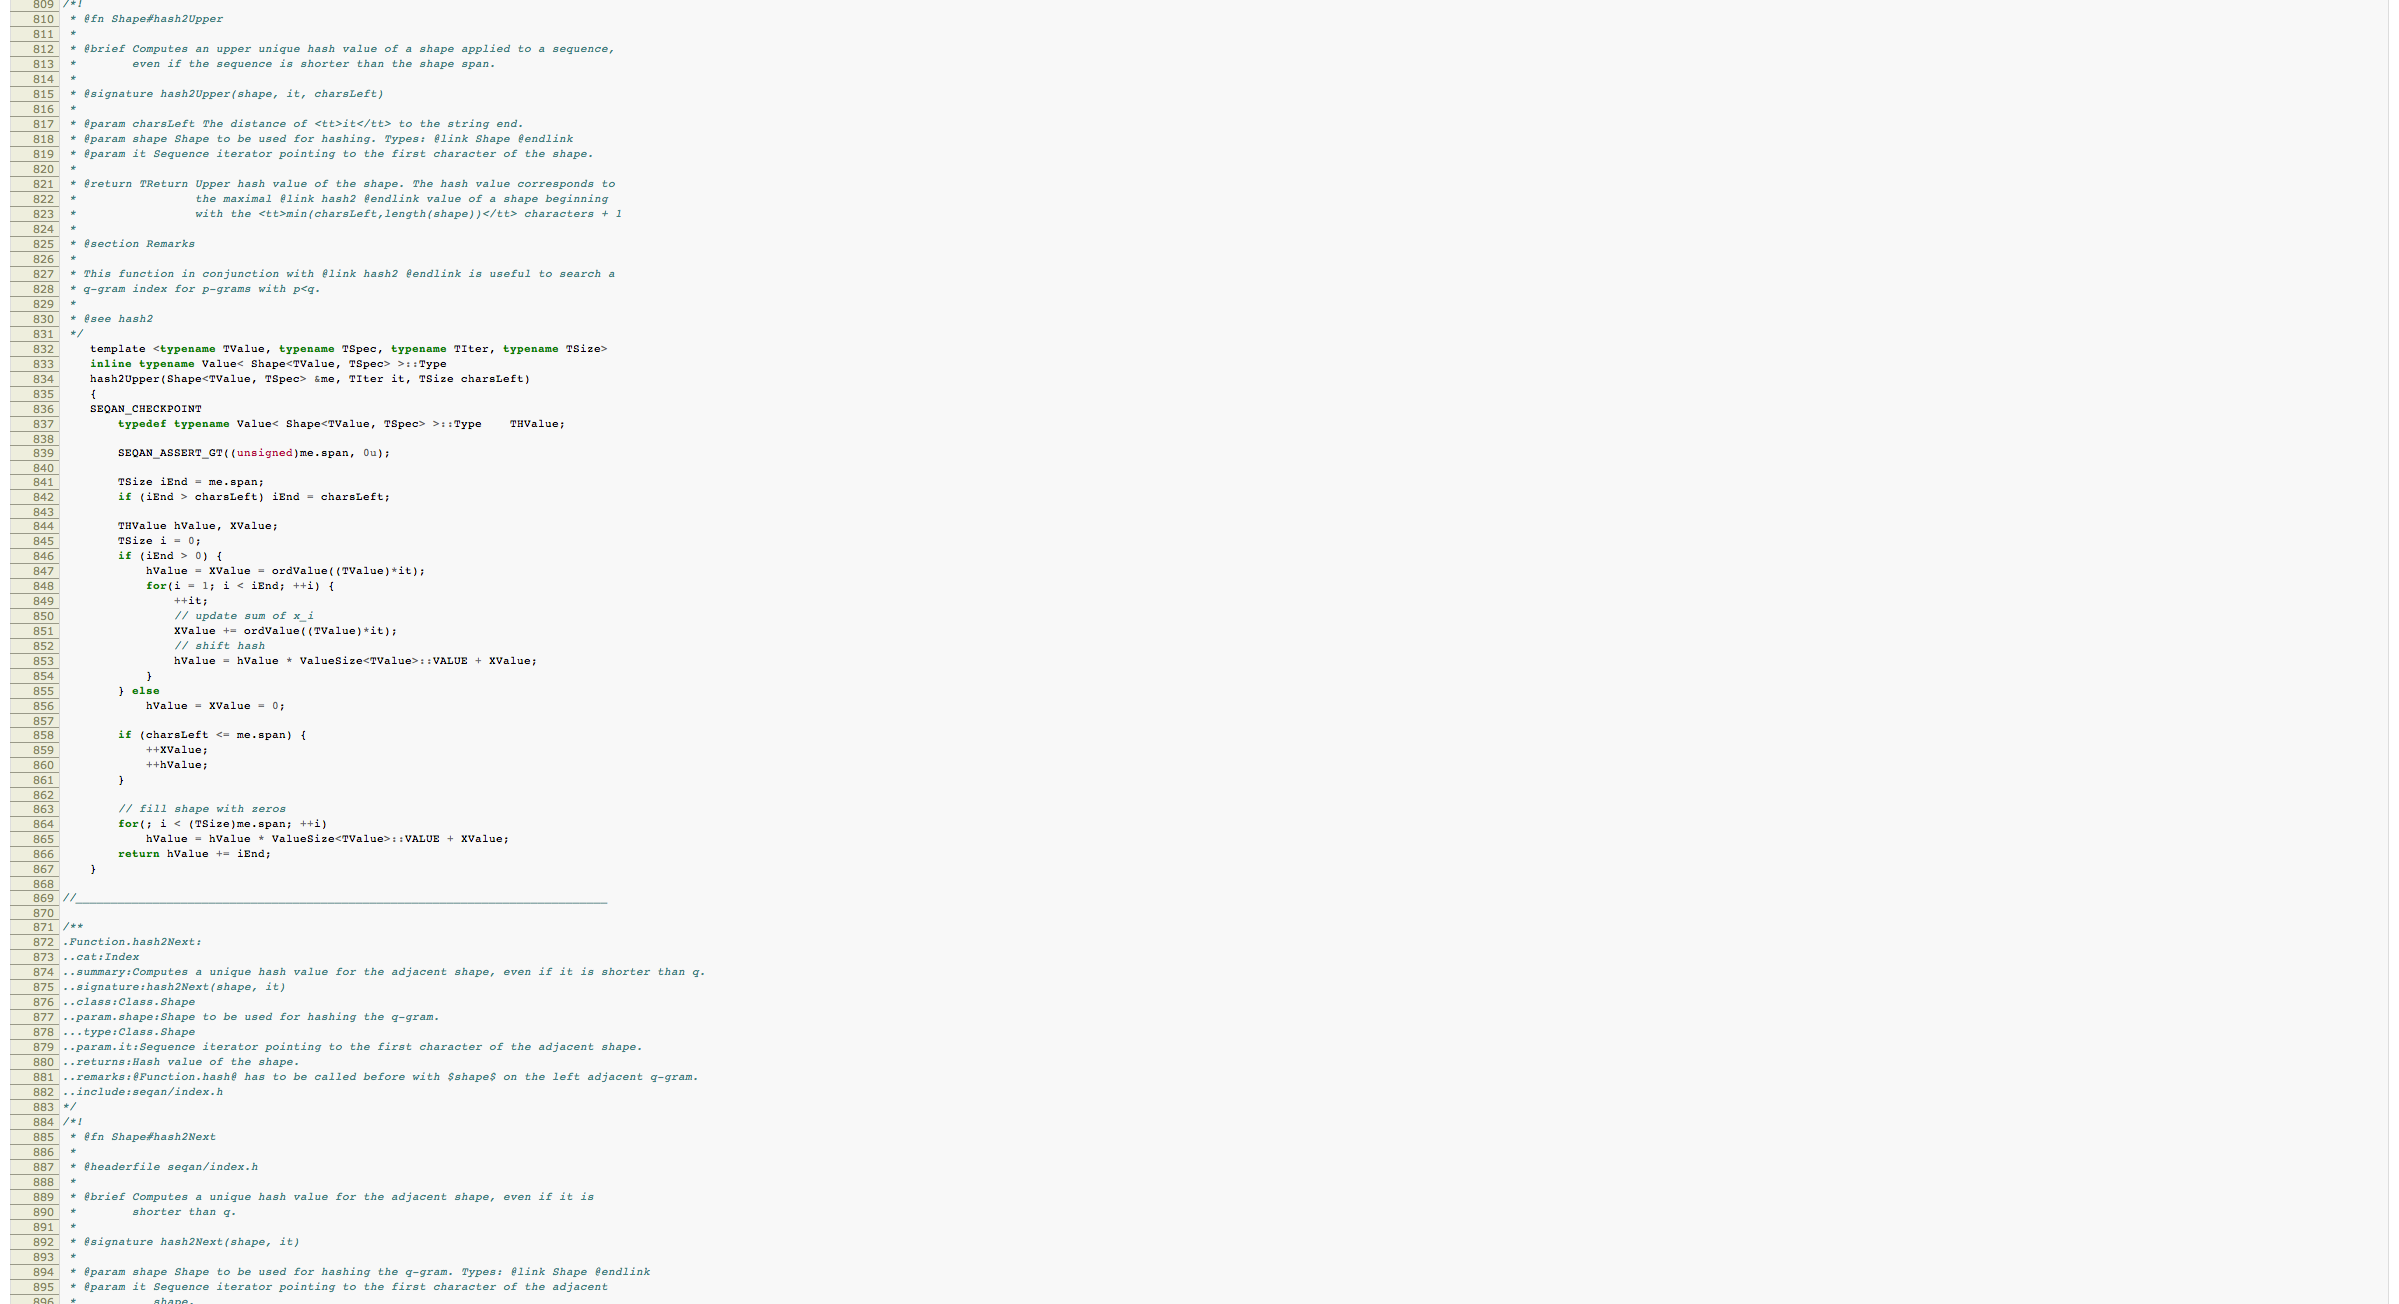 809 /*!
810  * @fn Shape#hash2Upper
811  *
812  * @brief Computes an upper unique hash value of a shape applied to a sequence,
813  *        even if the sequence is shorter than the shape span.
814  *
815  * @signature hash2Upper(shape, it, charsLeft)
816  *
817  * @param charsLeft The distance of <tt>it</tt> to the string end.
818  * @param shape Shape to be used for hashing. Types: @link Shape @endlink
819  * @param it Sequence iterator pointing to the first character of the shape.
820  *
821  * @return TReturn Upper hash value of the shape. The hash value corresponds to
822  *                 the maximal @link hash2 @endlink value of a shape beginning
823  *                 with the <tt>min(charsLeft,length(shape))</tt> characters + 1
824  *
825  * @section Remarks
826  *
827  * This function in conjunction with @link hash2 @endlink is useful to search a
828  * q-gram index for p-grams with p<q.
829  *
830  * @see hash2
831  */
832     template <typename TValue, typename TSpec, typename TIter, typename TSize>
833     inline typename Value< Shape<TValue, TSpec> >::Type
834     hash2Upper(Shape<TValue, TSpec> &me, TIter it, TSize charsLeft)
835     {
836     SEQAN_CHECKPOINT
837         typedef typename Value< Shape<TValue, TSpec> >::Type    THValue;
838
839         SEQAN_ASSERT_GT((unsigned)me.span, 0u);
840
841         TSize iEnd = me.span;
842         if (iEnd > charsLeft) iEnd = charsLeft;
843
844         THValue hValue, XValue;
845         TSize i = 0;
846         if (iEnd > 0) {
847             hValue = XValue = ordValue((TValue)*it);
848             for(i = 1; i < iEnd; ++i) {
849                 ++it;
850                 // update sum of x_i
851                 XValue += ordValue((TValue)*it);
852                 // shift hash
853                 hValue = hValue * ValueSize<TValue>::VALUE + XValue;
854             }
855         } else
856             hValue = XValue = 0;
857
858         if (charsLeft <= me.span) {
859             ++XValue;
860             ++hValue;
861         }
862
863         // fill shape with zeros
864         for(; i < (TSize)me.span; ++i)
865             hValue = hValue * ValueSize<TValue>::VALUE + XValue;
866         return hValue += iEnd;
867     }
868
869 //____________________________________________________________________________
870
871 /**
872 .Function.hash2Next:
873 ..cat:Index
874 ..summary:Computes a unique hash value for the adjacent shape, even if it is shorter than q.
875 ..signature:hash2Next(shape, it)
876 ..class:Class.Shape
877 ..param.shape:Shape to be used for hashing the q-gram.
878 ...type:Class.Shape
879 ..param.it:Sequence iterator pointing to the first character of the adjacent shape.
880 ..returns:Hash value of the shape.
881 ..remarks:@Function.hash@ has to be called before with $shape$ on the left adjacent q-gram.
882 ..include:seqan/index.h
883 */
884 /*!
885  * @fn Shape#hash2Next
886  *
887  * @headerfile seqan/index.h
888  *
889  * @brief Computes a unique hash value for the adjacent shape, even if it is
890  *        shorter than q.
891  *
892  * @signature hash2Next(shape, it)
893  *
894  * @param shape Shape to be used for hashing the q-gram. Types: @link Shape @endlink
895  * @param it Sequence iterator pointing to the first character of the adjacent
896  *           shape.